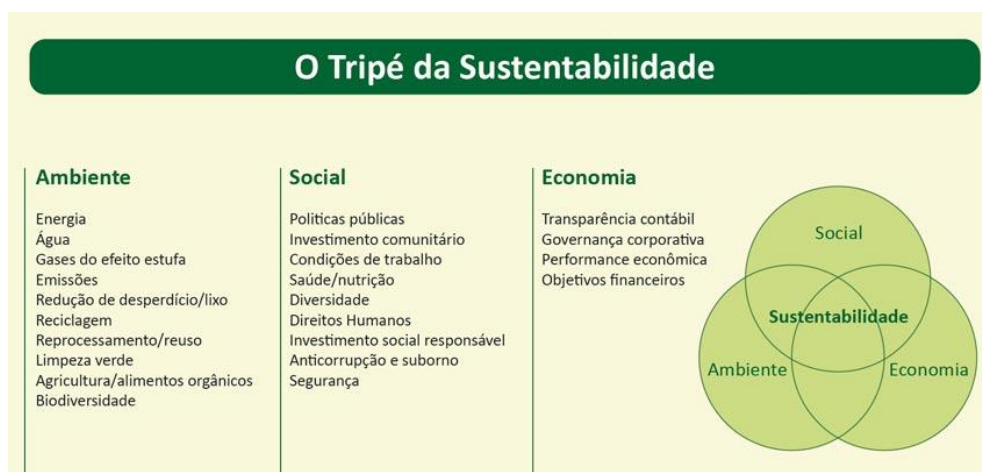 O Tripé da Sustentabilidade
Ambiente
Energia
Água
Gases do efeito estufa
Emissões
Redução de desperdício/lixo
Reciclagem
Reprocessamento/reuso
Limpeza verde
Agricultura/alimentos orgânicos
Biodiversidade
Social
Politicas públicas
Investimento comunitário
Condições de trabalho
Saúde/nutrição
Diversidade
Direitos Humanos
Investimento social responsável
Anticorrupção e suborno
Segurança
Economia
Transparência contábil
Governança corporativa
Performance econômica
Objetivos financeiros
Social
Sustentabilidade
Ambiente
Economia